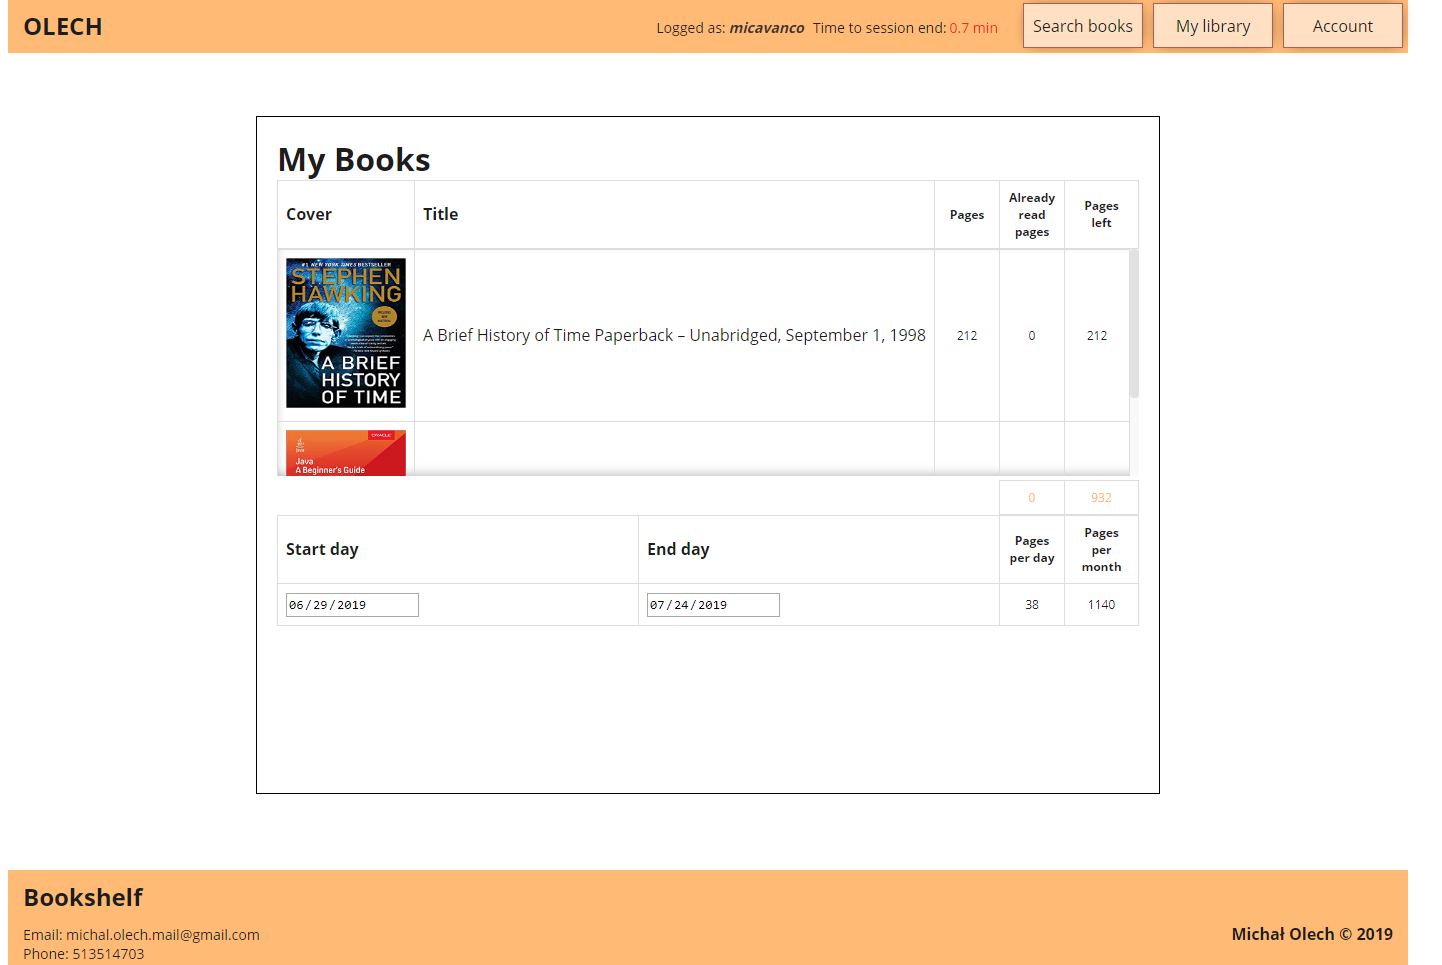 OLECH
Logged as: micavanco Time to session end: 0.7 min
Search books
My library
Account
My Books
Cover
Title
Pages
Already
read
pages
Pages
left
#1 NEW YORK TIMES BESTSELLER
STEPHEN
HAWKING
A BRIEF
HISTORY
OF TIME
A Brief History of Time Paperback – Unabridged, September 1, 1998
212
0
212
ORACLE
Java
Java
A Beginner's Guide
0
932
Start day
End day
Pages
per day
Pages
per
month
06/29/2019
07/24/2019
38
1140
Bookshelf
Email: michal.olech.mail@gmail.com
Phone: 513514703
Michał Olech © 2019